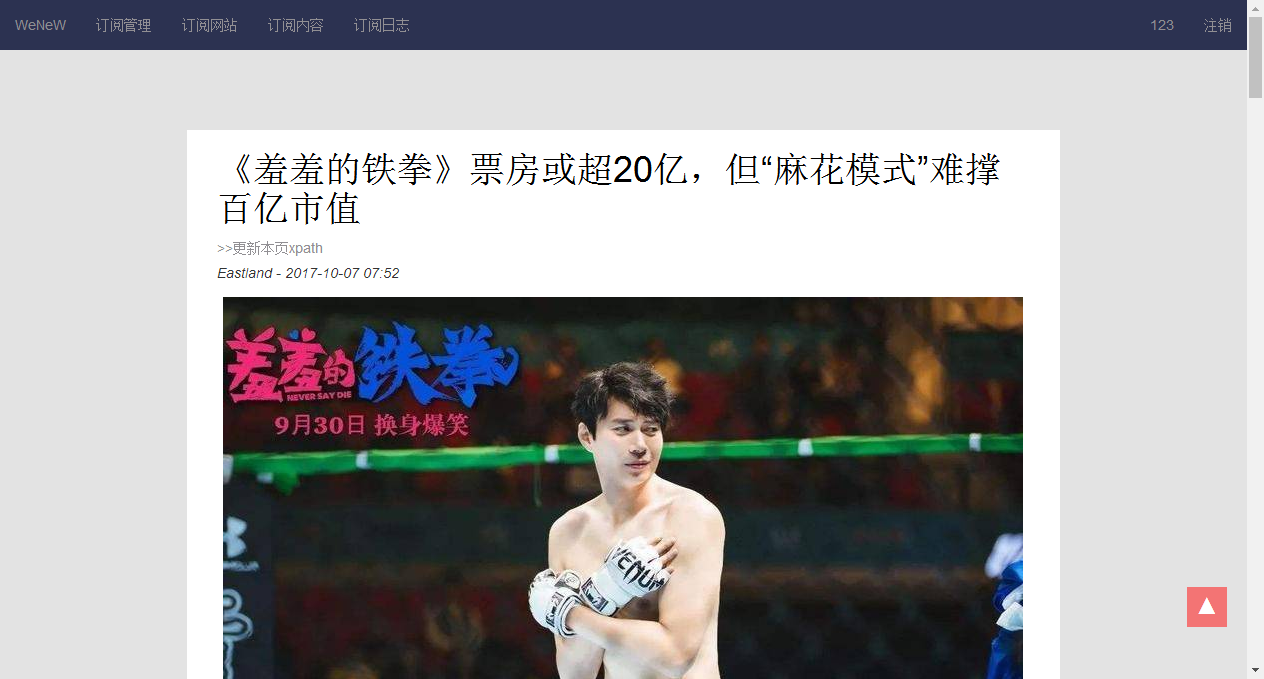 WeNeW 订阅管理 订阅网站 订阅内容 订阅日志 123 注销
《羞羞的铁拳》票房或超20亿，但“麻花模式”难撑
百亿市值
>>更新本页xpath
Eastland - 2017-10-07 07:52
羞羞的铁拳
NEVER SAY DIE
9月30日 换身爆笑
VENUM